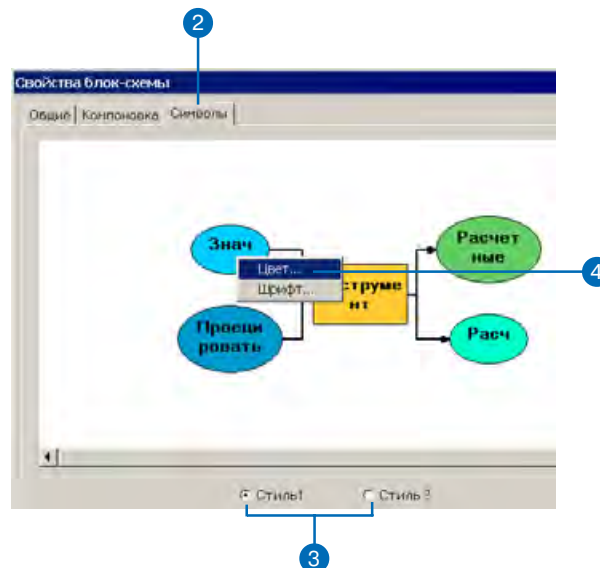 2
Свойства блок-схемы
Общие Компоновка Символы
Знач
Расчет
ные
Цвет...
4
Шрифт...
струме
нт
Проеци
ровать
Расч
Стиль1 Стиль 2
3